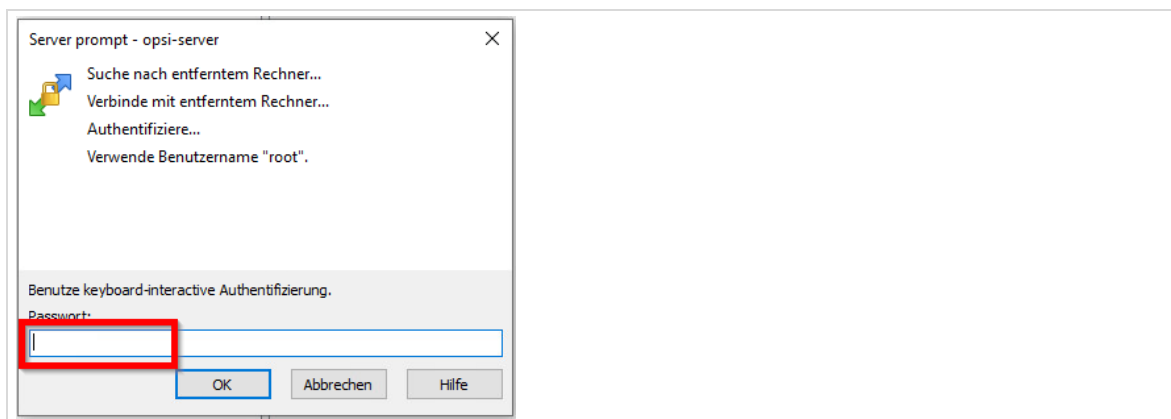 Server prompt - opsi-server
Suche nach entferntem Rechner...
Verbinde mit entferntem Rechner...
Authentifiziere...
Verwende Benutzername "root".
Benutze keyboard-interactive Authentifizierung.
Passwort:
OK Abbrechen Hilfe